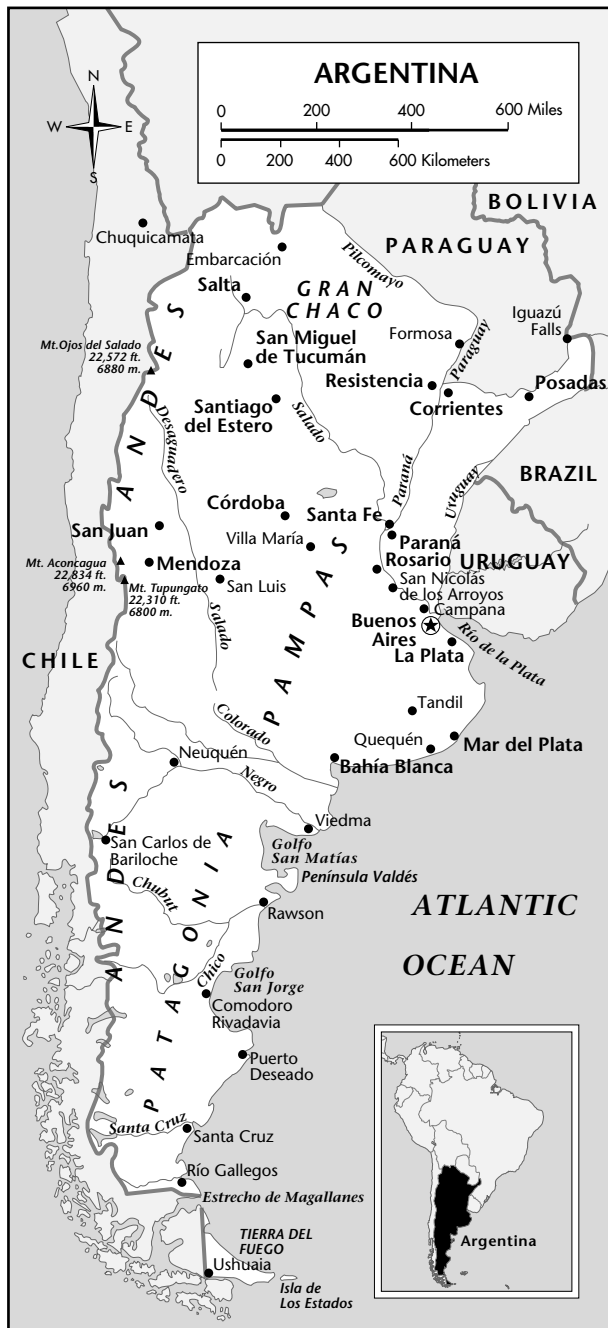 ARGENTINA
0 200 400 600 Miles
0 200 400 600 Kilometers
N
W E
S
BOLIVIA
PARAGUAY
Chuquicamata
Embarcación
Pilcomayo
Salta
GRAN
CHACO
Iguazú
Falls
Formosa
Paraguay
San Miguel
de Tucumán
Mt.Ojos del Salado
22,572 ft.
6880 m.
ANDES
Resistencia
Corrientes
Posadas
Santiago
del Estero
Salado
Desaguadero
Paraná
Uruguay
BRAZIL
Córdoba
Santa Fe
San Juan
Villa María
Paraná
Rosario
URUGUAY
Mt. Aconcagua
22,834 ft.
6960 m.
Mendoza
Mt. Tupungato
22,310 ft.
6800 m.
San Luis
San Nicolás
de los Arroyos
Campana
Buenos
Aires
Río de la Plata
La Plata
PAMPAS
Salado
CHILE
Tandil
Colorado
Quequén
Mar del Plata
Neuquén
Bahía Blanca
Negro
Viedma
San Carlos de
Bariloche
Golfo
San Matías
Península Valdés
ANDES
Chubut
Rawson
PATAGONIA
ATLANTIC
OCEAN
Chico
Golfo
San Jorge
Comodoro
Rivadavia
Puerto
Deseado
Santa Cruz
Santa Cruz
Río Gallegos
Estrecho de Magallanes
TIERRA DEL
FUEGO
Ushuaia
Isla de
Los Estados
Argentina